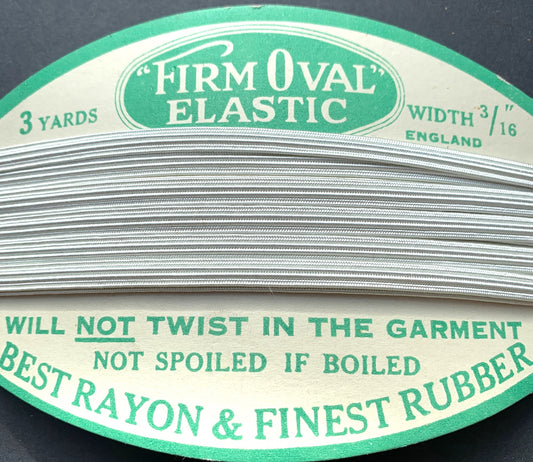 "FIRM OVAL"
ELASTIC
3 YARDS
WIDTH 3/16"
ENGLAND
WILL NOT TWIST IN THE GARMENT
NOT SPOILED IF BOILED
BEST RAYON & FINEST RUBBER